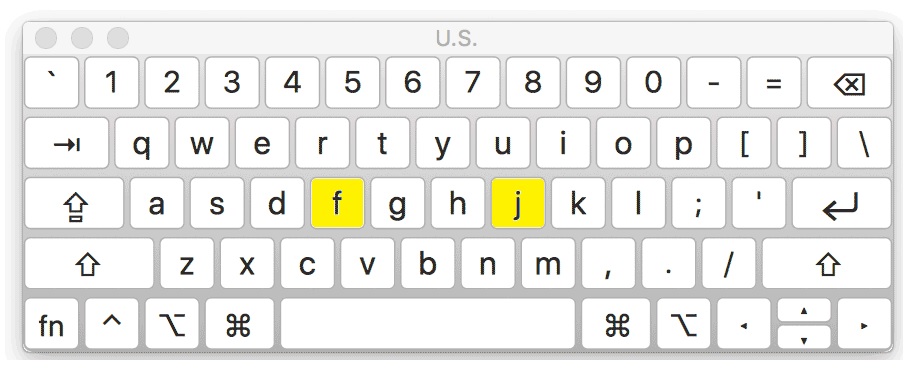 U.S.
` 1 2 3 4 5 6 7 8 9 0 - = ⌫
⇥ q w e r t y u i o p [ ] \
⇪ a s d f g h j k l ; ' ↵
⇧ z x c v b n m , . / ⇧
fn ^ ⌥ ⌘ ⌘ ⌥ ◂ ▴ ▾ ▸